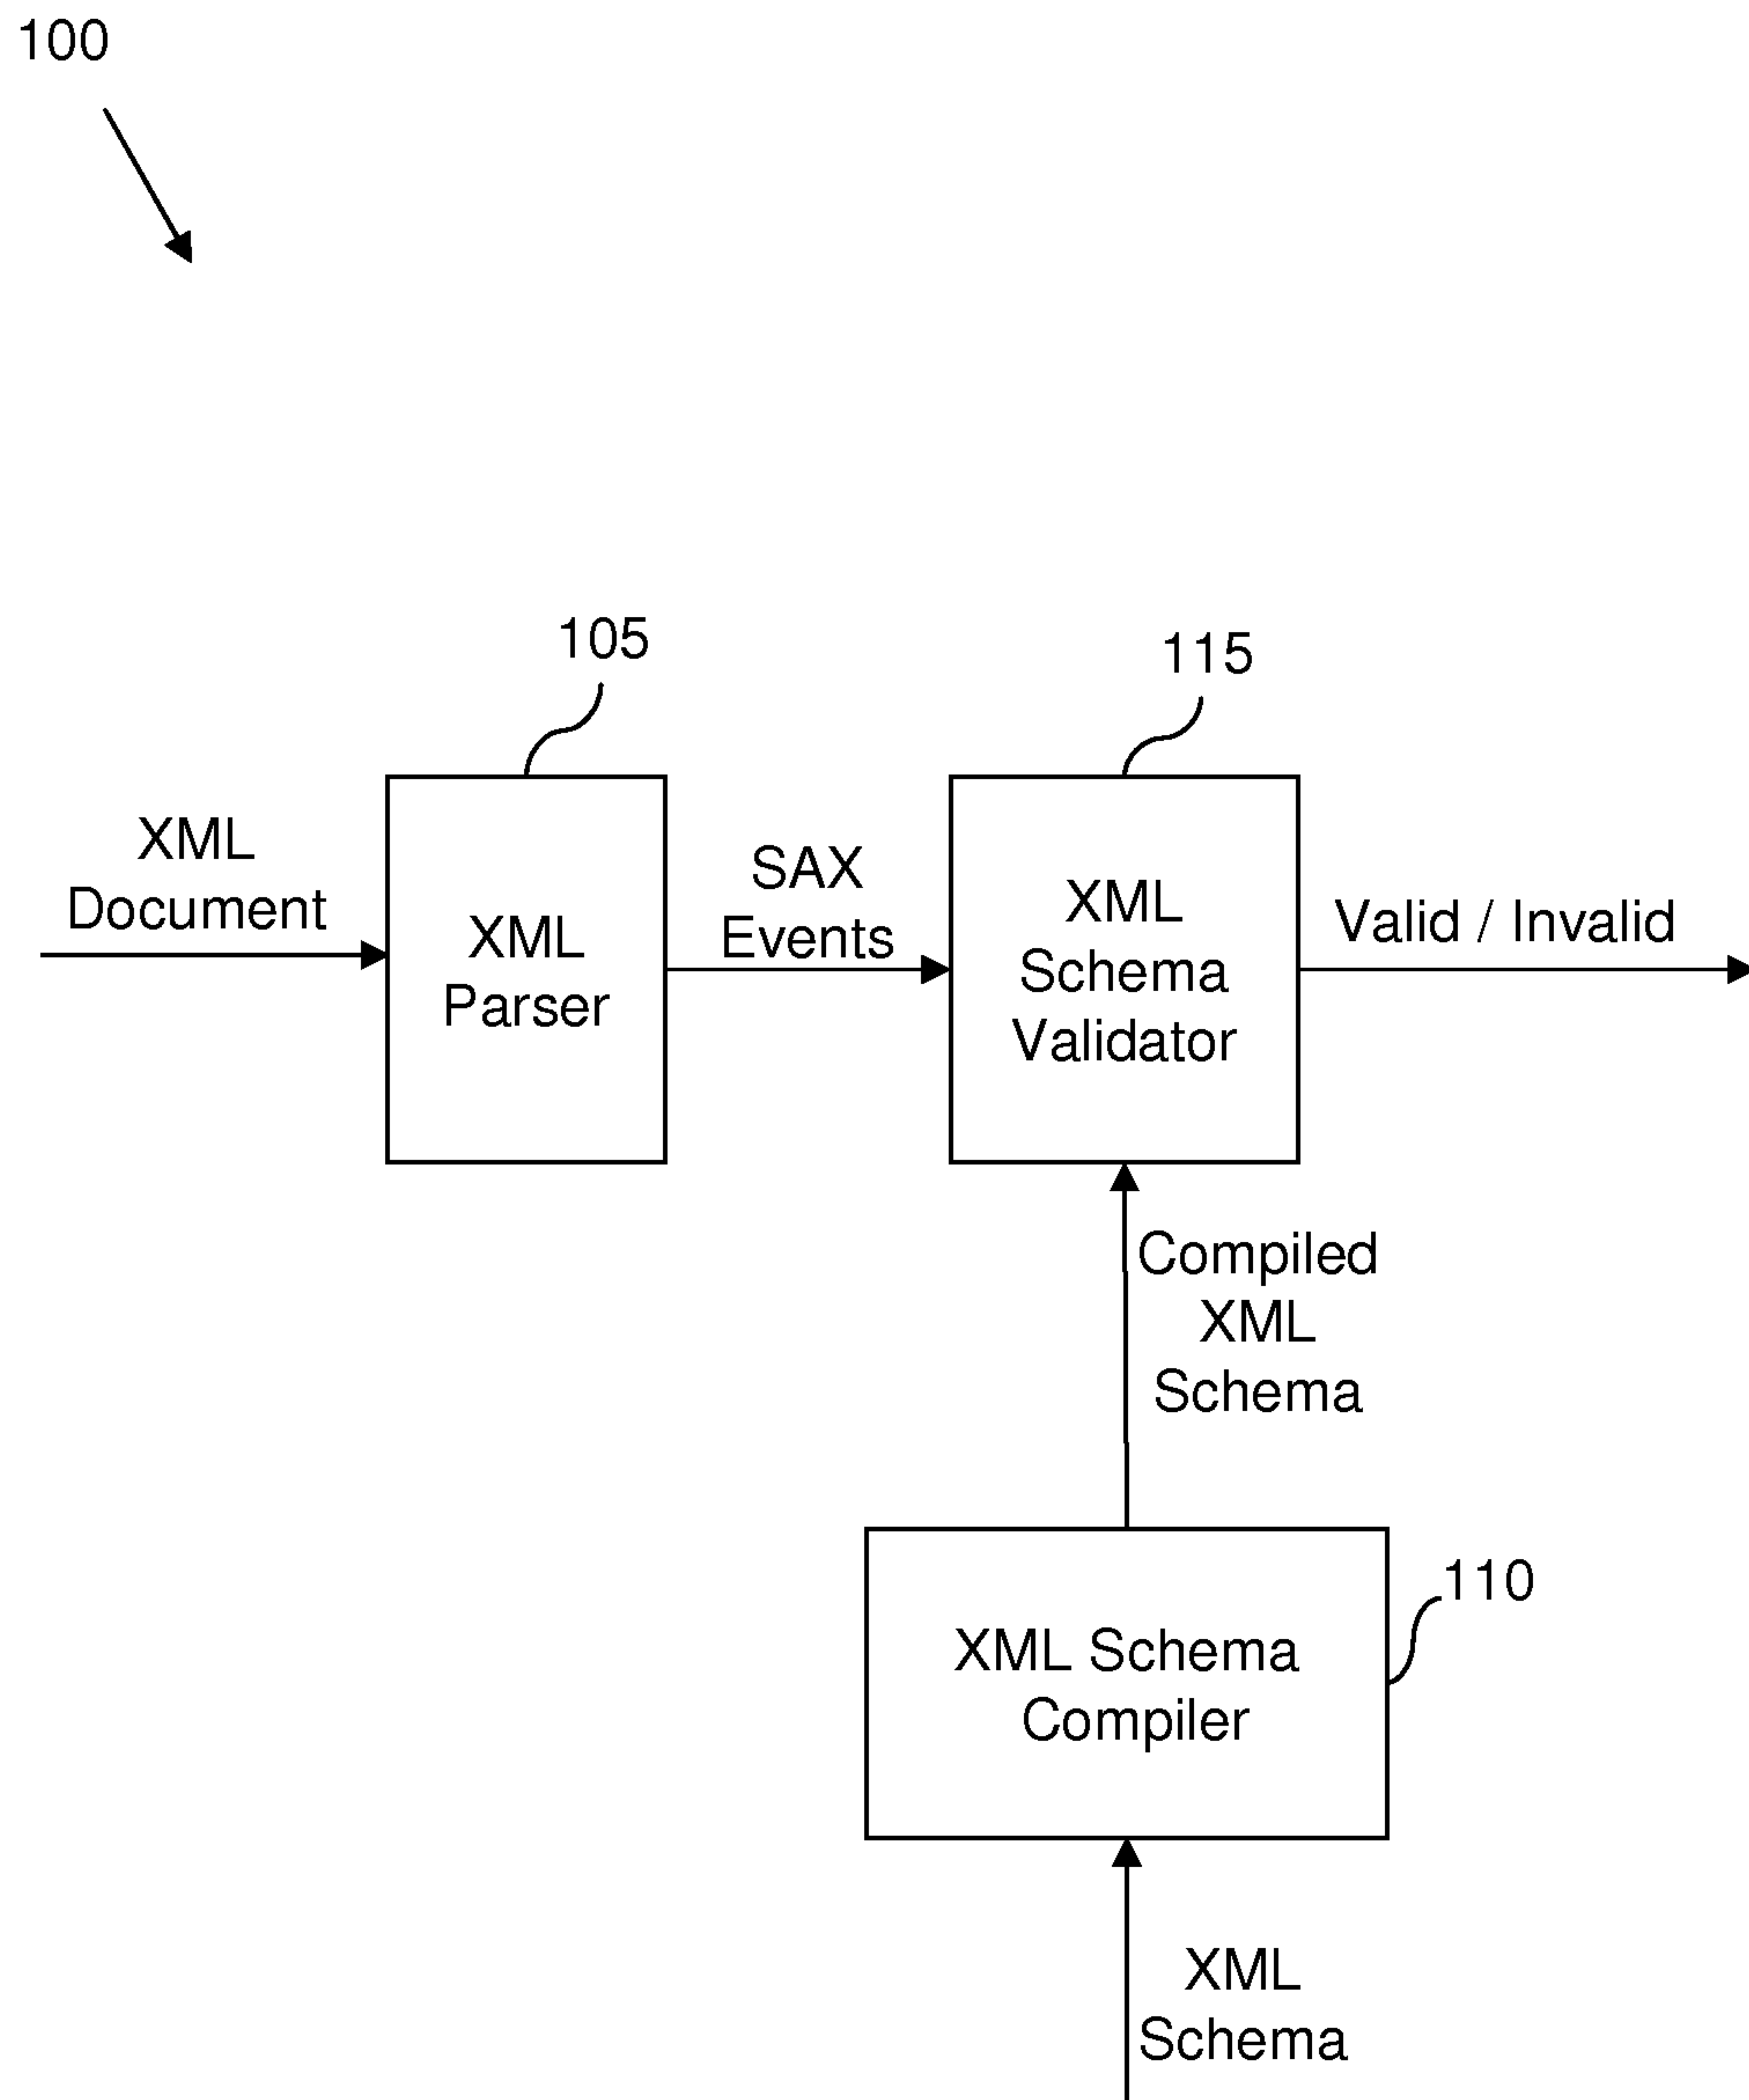 100
105
115
XML
Document
XML
Parser
SAX
Events
XML
Schema
Validator
Valid / Invalid
Compiled
XML
Schema
110
XML Schema
Compiler
XML
Schema